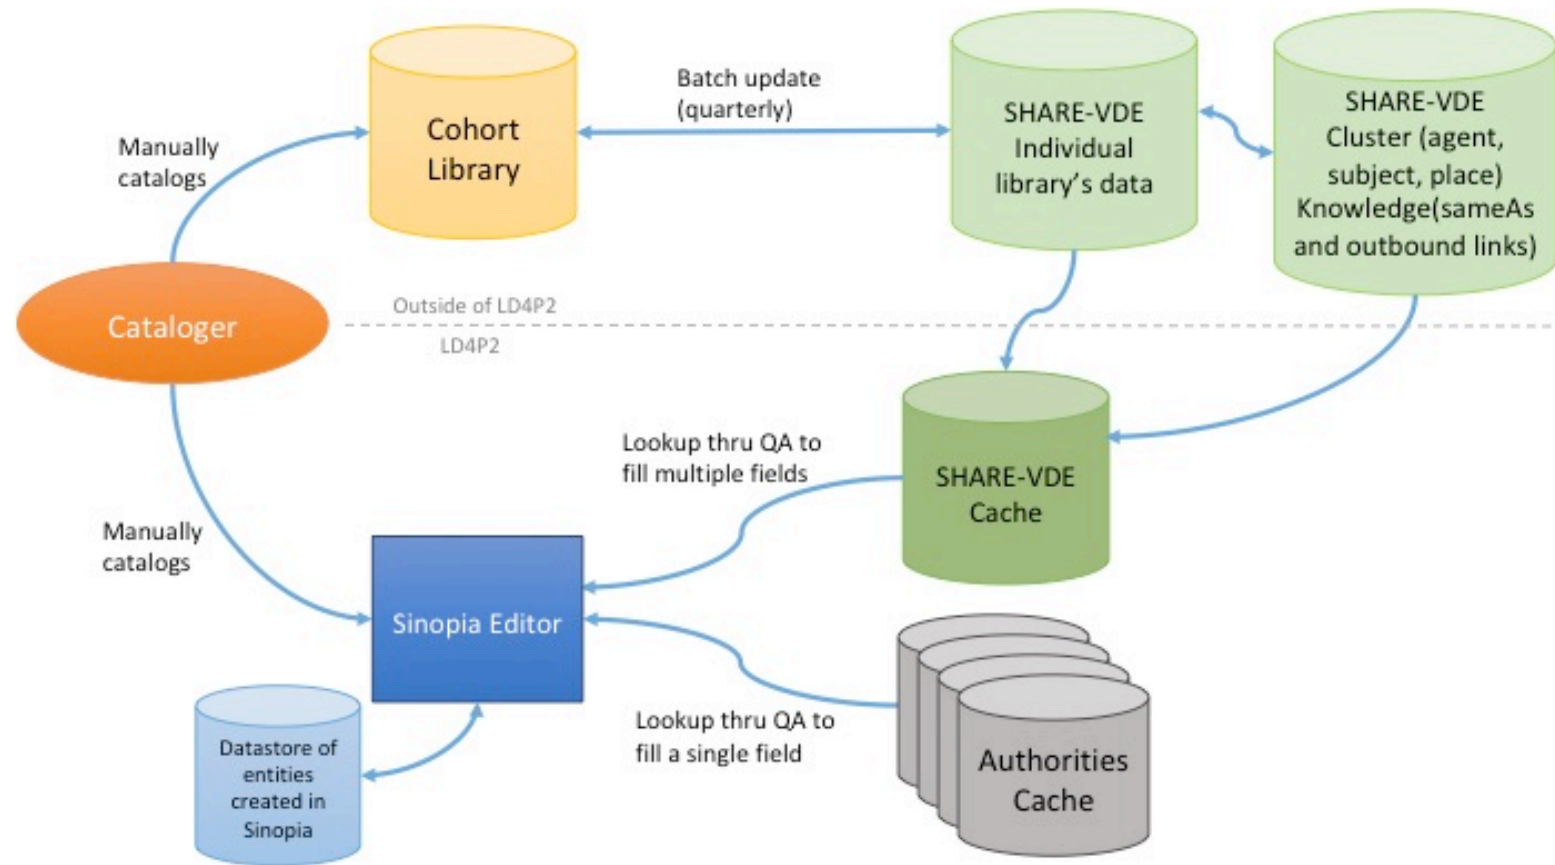 Cohort
Library
Batch update
(quarterly)
SHARE-VDE
Individual
library's data
SHARE-VDE
Cluster (agent,
subject, place)
Knowledge(sameAs
and outbound links)
Manually
catalogs
Cataloger
Outside of LD4P2
LD4P2
Lookup thru QA to
fill multiple fields
SHARE-VDE
Cache
Manually
catalogs
Sinopia Editor
Lookup thru QA to
fill a single field
Authorities
Cache
Datastore of
entities
created in
Sinopia